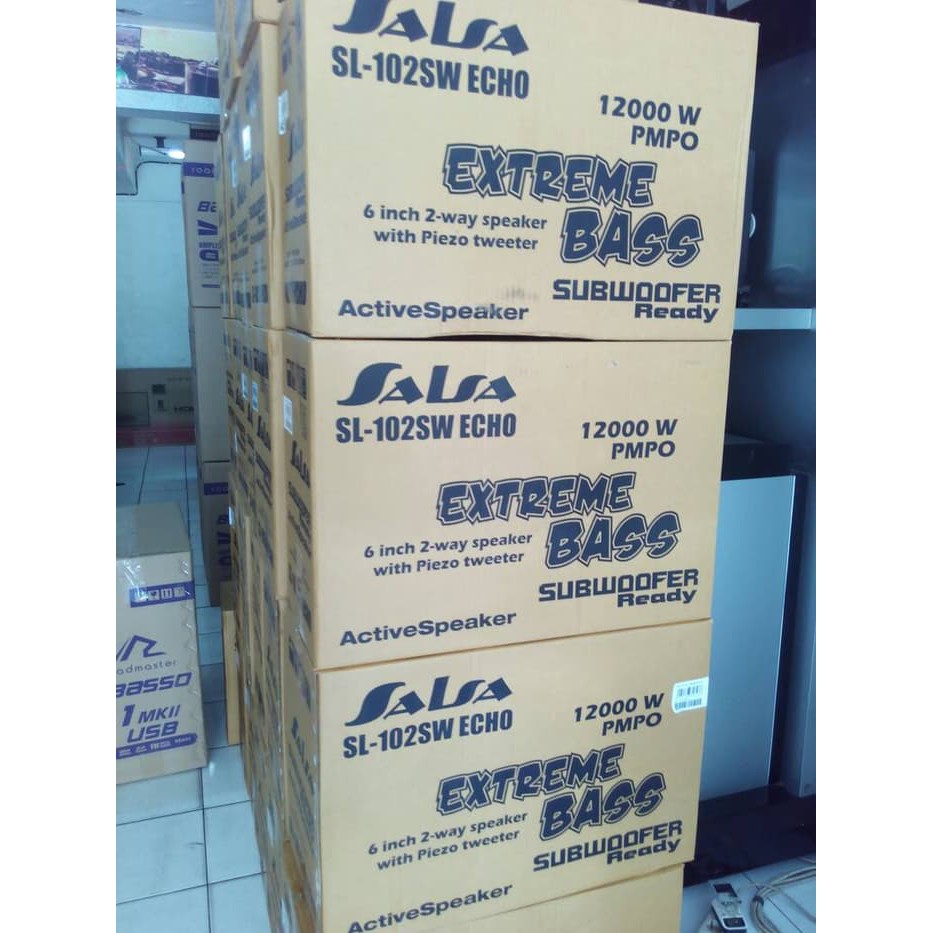 SALSA
SL-102SW ECHO
12000 W
PMPO
EXTREME
BASS
6 inch 2-way speaker
with Piezo tweeter
SUBWOOFER
Ready
ActiveSpeaker
SALSA
SL-102SW ECHO
12000 W
PMPO
EXTREME
BASS
6 inch 2-way speaker
with Piezo tweeter
SUBWOOFER
Ready
ActiveSpeaker
SALSA
SL-102SW ECHO
12000 W
PMPO
EXTREME
BASS
6 inch 2-way speaker
with Piezo tweeter
SUBWOOFER
Ready
ActiveSpeaker
admaster
BASSO
1 MKII
USB